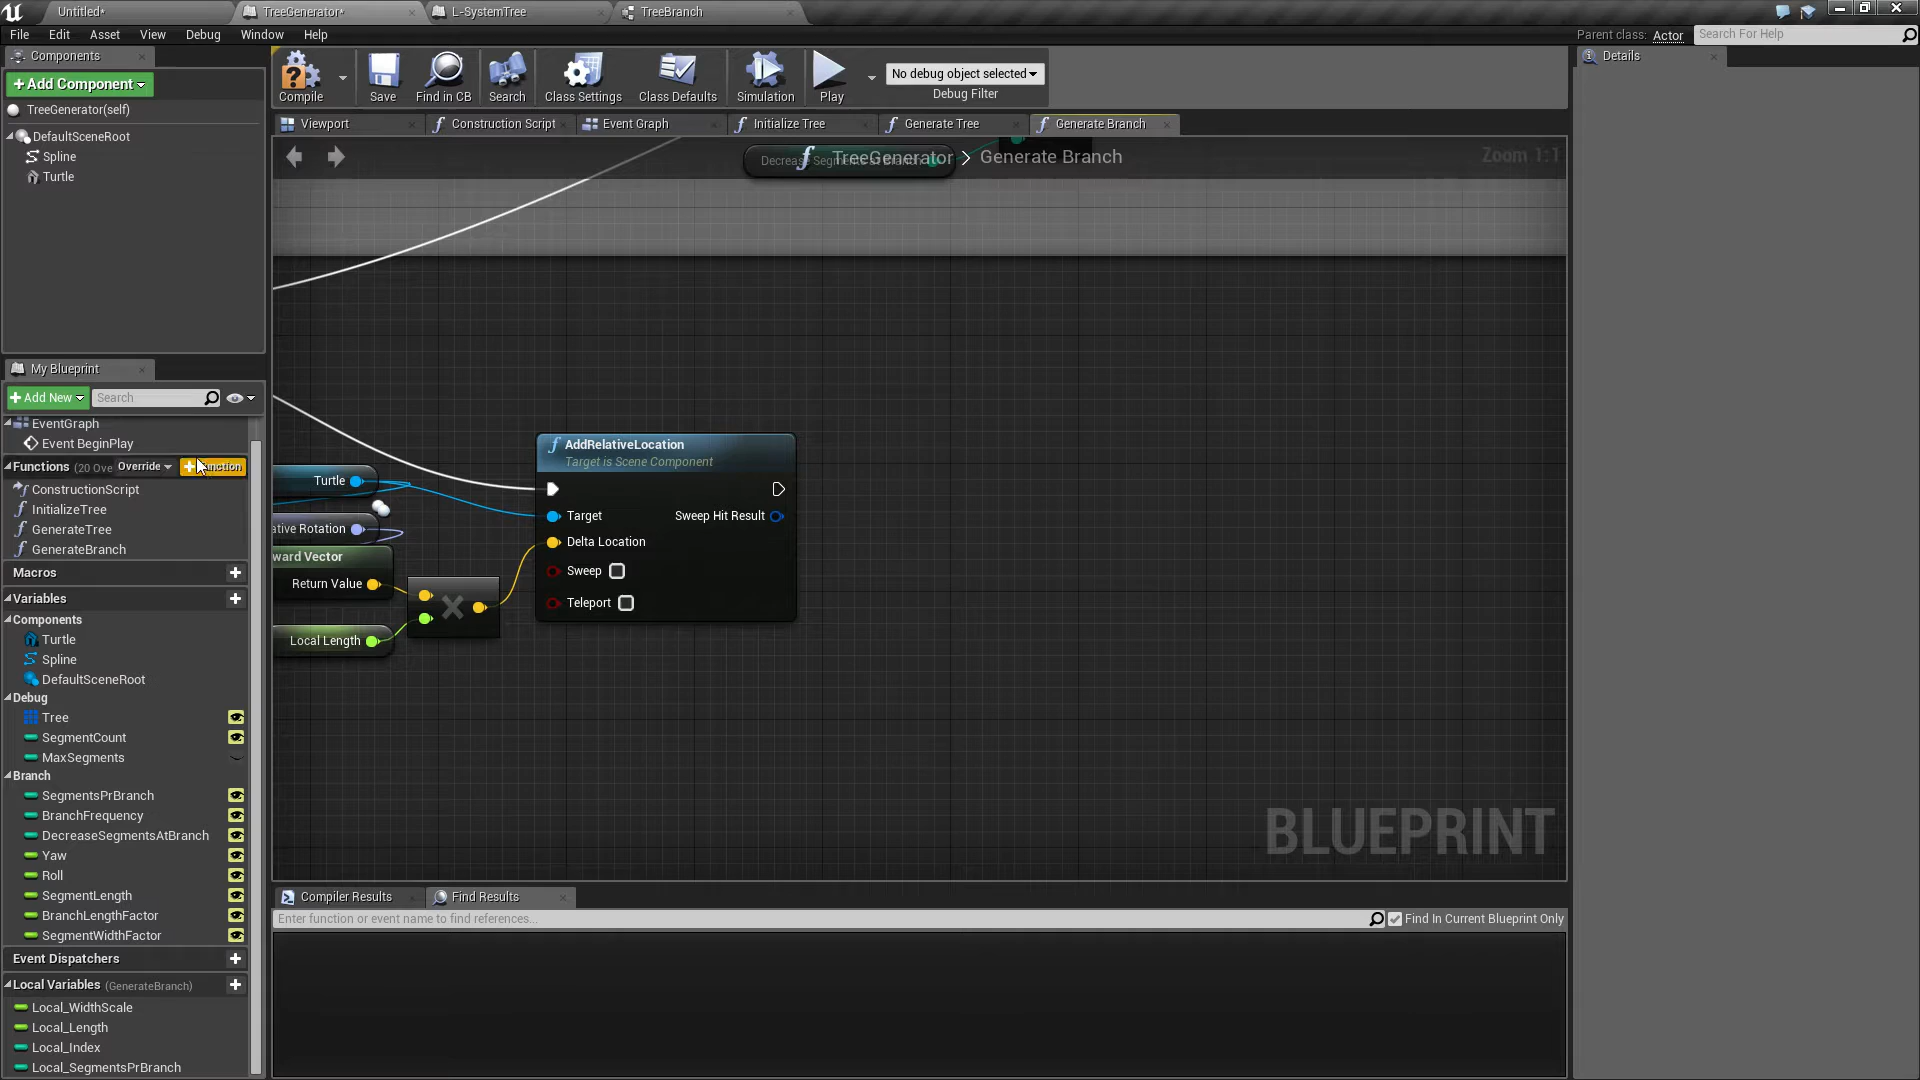 Untitled*
TreeGenerator*
L-SystemTree
TreeBranch
File
Edit
Asset
View
Debug
Window
Help
Parent class: Actor
Search For Help
Components
+Add Component
TreeGenerator(self)
DefaultSceneRoot
Spline
Turtle
Compile
Save
Find in CB
Search
Class Settings
Class Defaults
Simulation
Play
No debug object selected
Debug Filter
Details
Viewport
Construction Script
Event Graph
Initialize Tree
Generate Tree
Generate Branch
TreeGenerator > Generate Branch
Zoom 1:1
My Blueprint
+Add New
Search
EventGraph
Event BeginPlay
Functions (20 Ove
Override
ConstructionScript
InitializeTree
GenerateTree
GenerateBranch
Macros
Variables
Components
Turtle
Spline
DefaultSceneRoot
Debug
Tree
SegmentCount
MaxSegments
Branch
SegmentsPrBranch
BranchFrequency
DecreaseSegmentsAtBranch
Yaw
Roll
SegmentLength
BranchLengthFactor
SegmentWidthFactor
Event Dispatchers
Local Variables (GenerateBranch)
Local_WidthScale
Local_Length
Local_Index
Local_SegmentsPrBranch
Turtle
ative Rotation
ward Vector
Return Value
Local Length
AddRelativeLocation
Target is Scene Component
Target
Sweep Hit Result
Delta Location
Sweep
Teleport
BLUEPRINT
Compiler Results
Find Results
Enter function or event name to find references...
Find In Current Blueprint Only